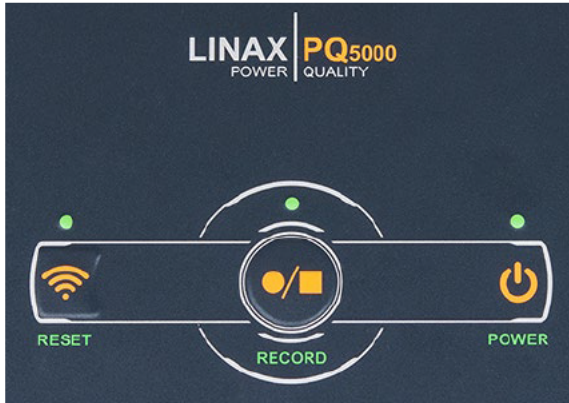 LINAX PQ5000
POWER QUALITY
RESET
RECORD
POWER